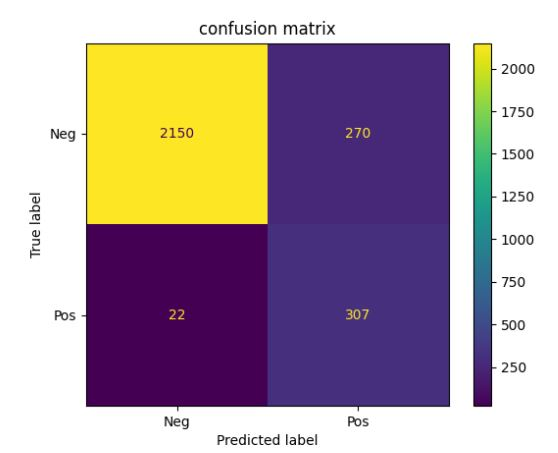 confusion matrix
Neg
2150
270
Pos
22
307
Neg
Pos
Predicted label
True label
2000
1750
1500
1250
1000
750
500
250